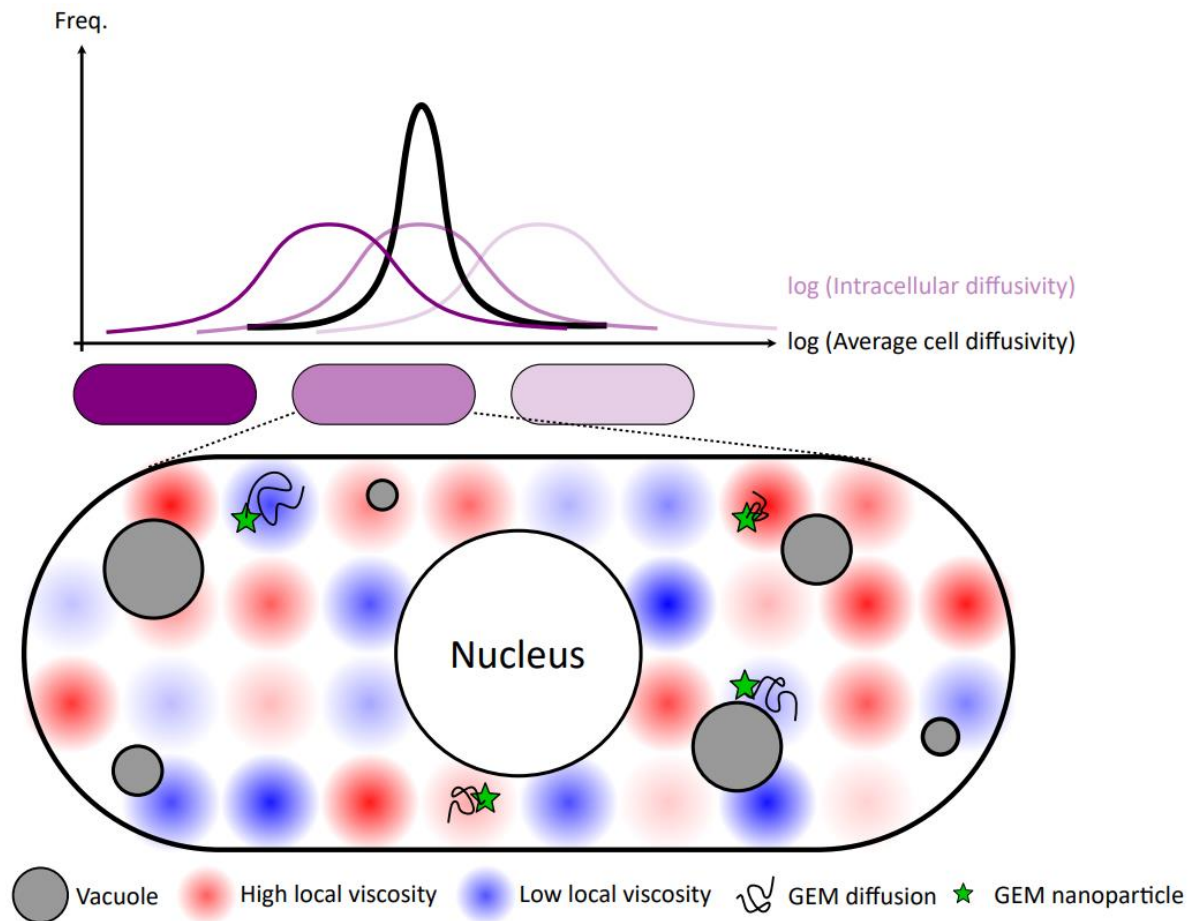 Freq.
log (Intracellular diffusivity)
log (Average cell diffusivity)
Nucleus
Vacuole
High local viscosity
Low local viscosity
GEM diffusion
GEM nanoparticle